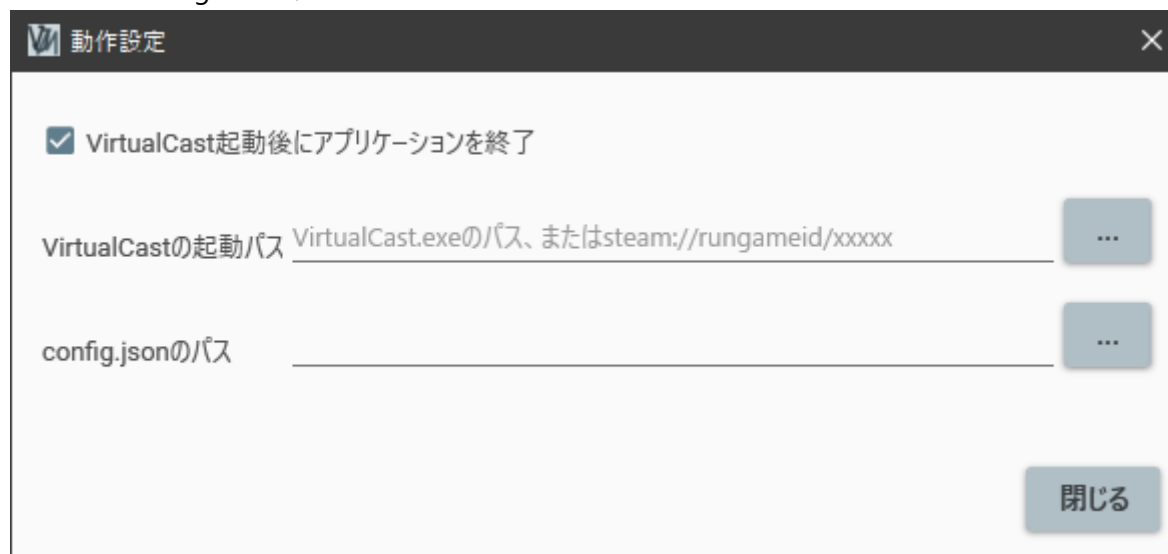 動作設定
VirtualCast起動後にアプリケーションを終了
VirtualCastの起動パス VirtualCast.exeのパス、またはsteam://rungameid/xxxxx ...
config.jsonのパス ...
閉じる